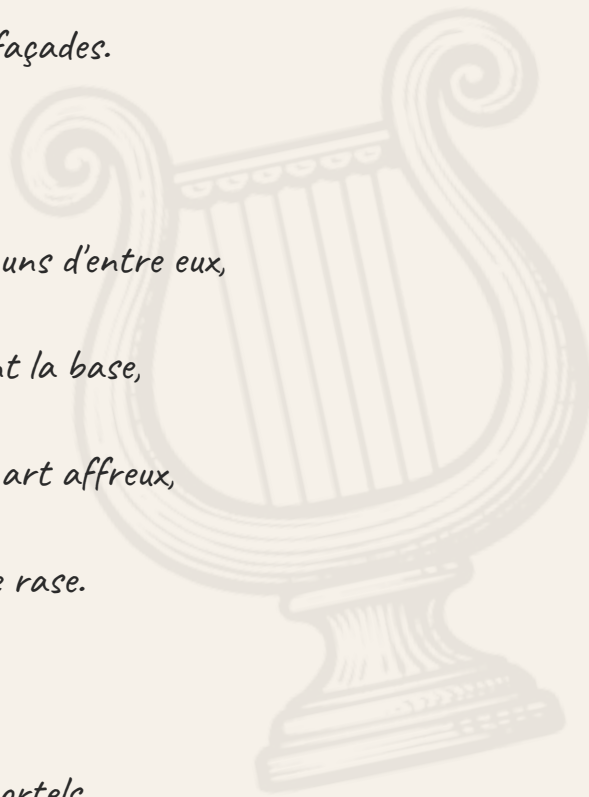 façades.
uns d'entre eux,
la base,
art affreux,
rase.